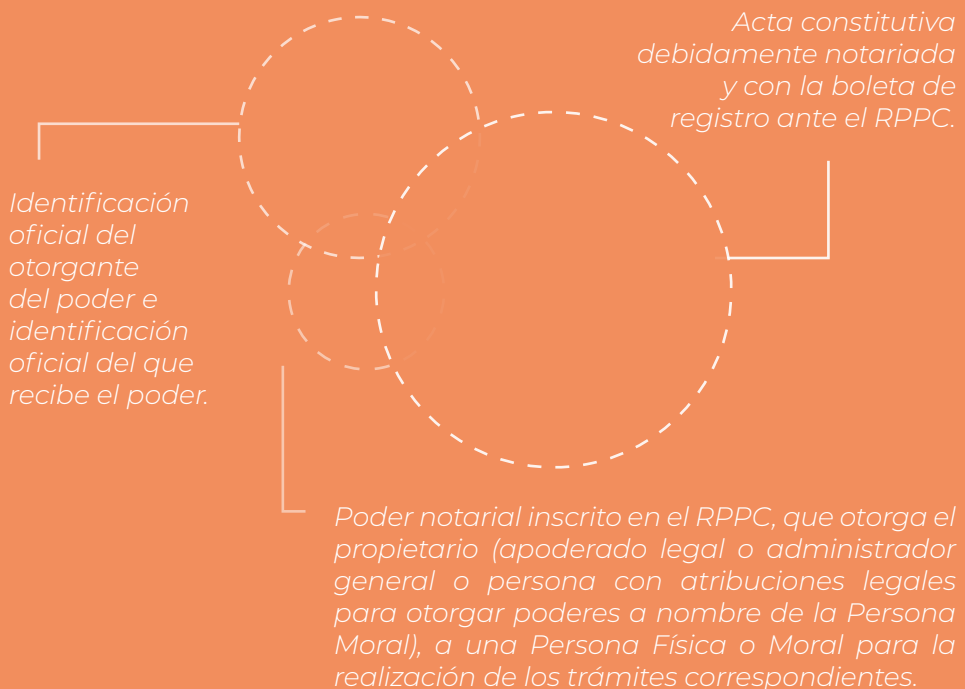 Acta constitutiva
debidamente notariada
y con la boleta de
registro ante el RPPC.
Identificación
oficial del
otorgante
del poder e
identificación
oficial del que
recibe el poder.
Poder notarial inscrito en el RPPC, que otorga el
propietario (apoderado legal o administrador
general o persona con atribuciones legales
para otorgar poderes a nombre de la Persona
Moral), a una Persona Física o Moral para la
realización de los trámites correspondientes.